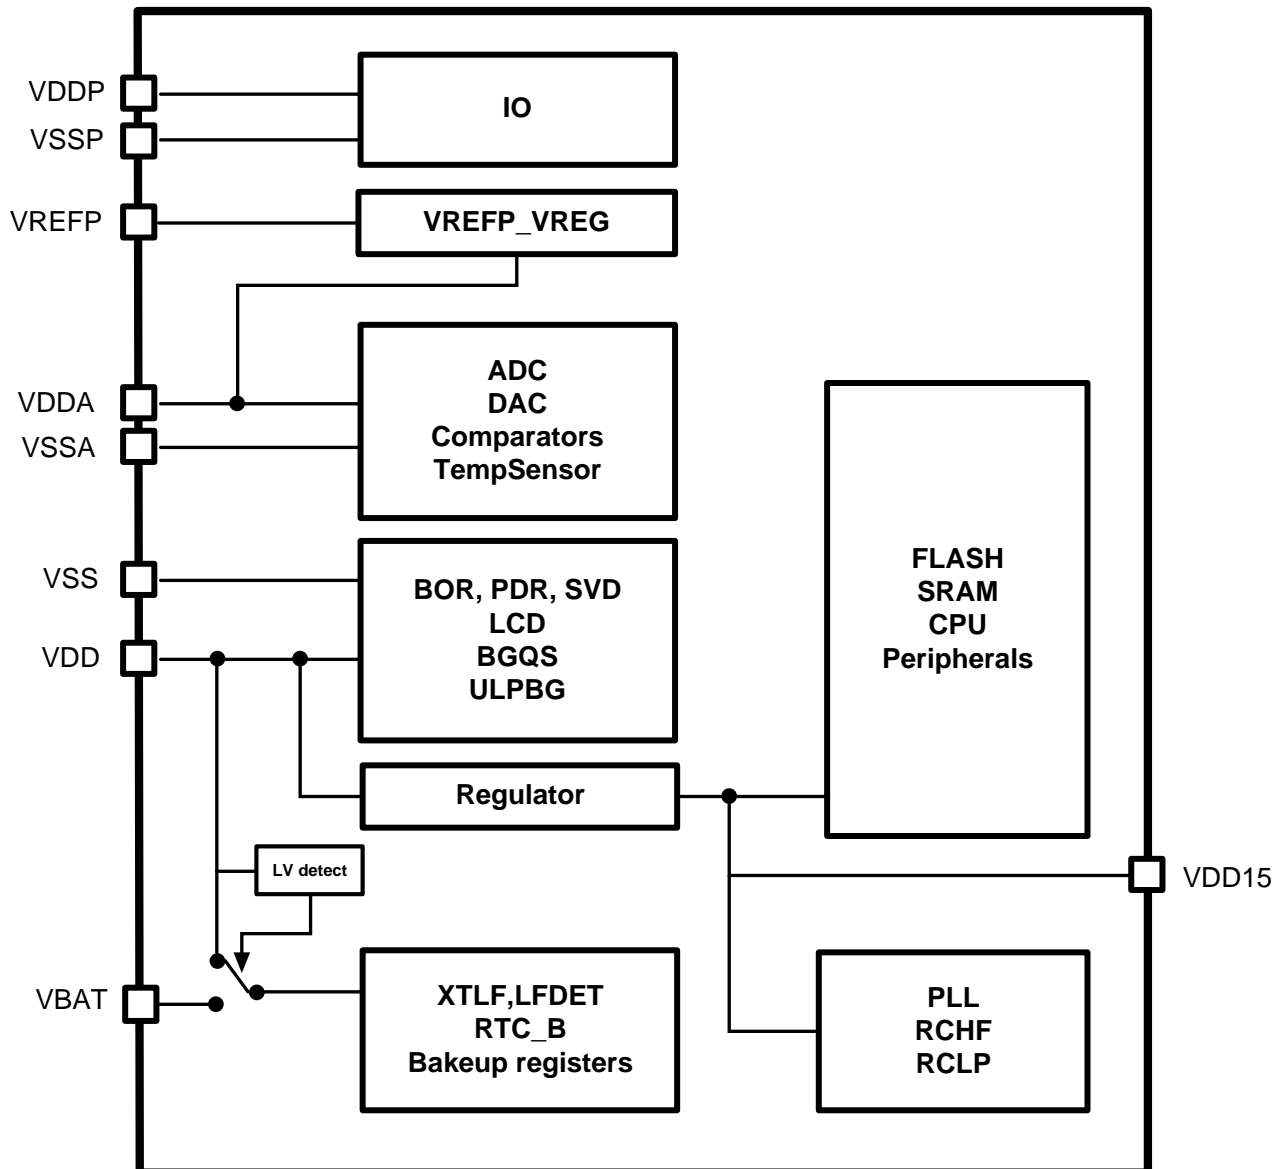 VDDP
IO
VSSP
VREFP
VREFP_VREG
VDDA
VSSA
ADC
DAC
Comparators
TempSensor
VSS
VDD
BOR, PDR, SVD
LCD
BGQS
ULPBG
FLASH
SRAM
CPU
Peripherals
Regulator
LV detect
VDD15
VBAT
XTLF,LFDET
RTC_B
Bakeup registers
PLL
RCHF
RCLP